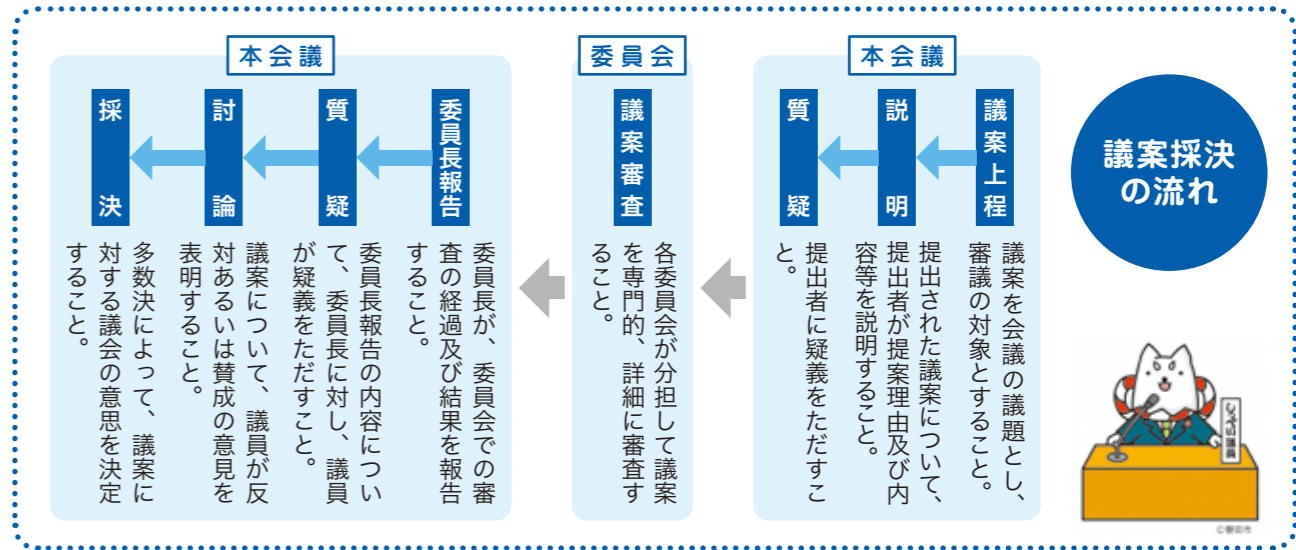 議案採決
の流れ
本会議
議案上程
議案を会議の議題とし、
審議の対象とすること。
説明
提出された議案について、
提出者が提案理由及び内
容等を説明すること。
質疑
提出者に疑義をただすこ
と。
委員会
議案審査
各委員会が分担して議案
を専門的、詳細に審査す
ること。
本会議
委員長報告
委員長が、委員会での審
査の経過及び結果を報告
すること。
質疑
委員長報告の内容につい
て、委員長に対し、議員
が疑義をただすこと。
討論
議案について、議員が反
対あるいは賛成の意見を
表明すること。
採決
多数決によって、議案に
対する議会の意思を決定
すること。
しっぺい議員
©磐田市